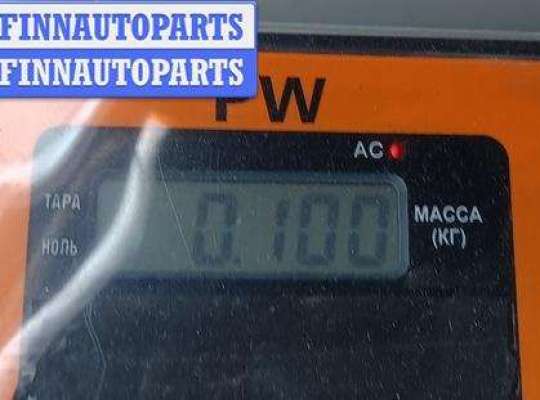 FINNAUTOPARTS
FINNAUTOPARTS
PW
AC
ТАРА
0.100
МАССА
НОЛЬ
(КГ)